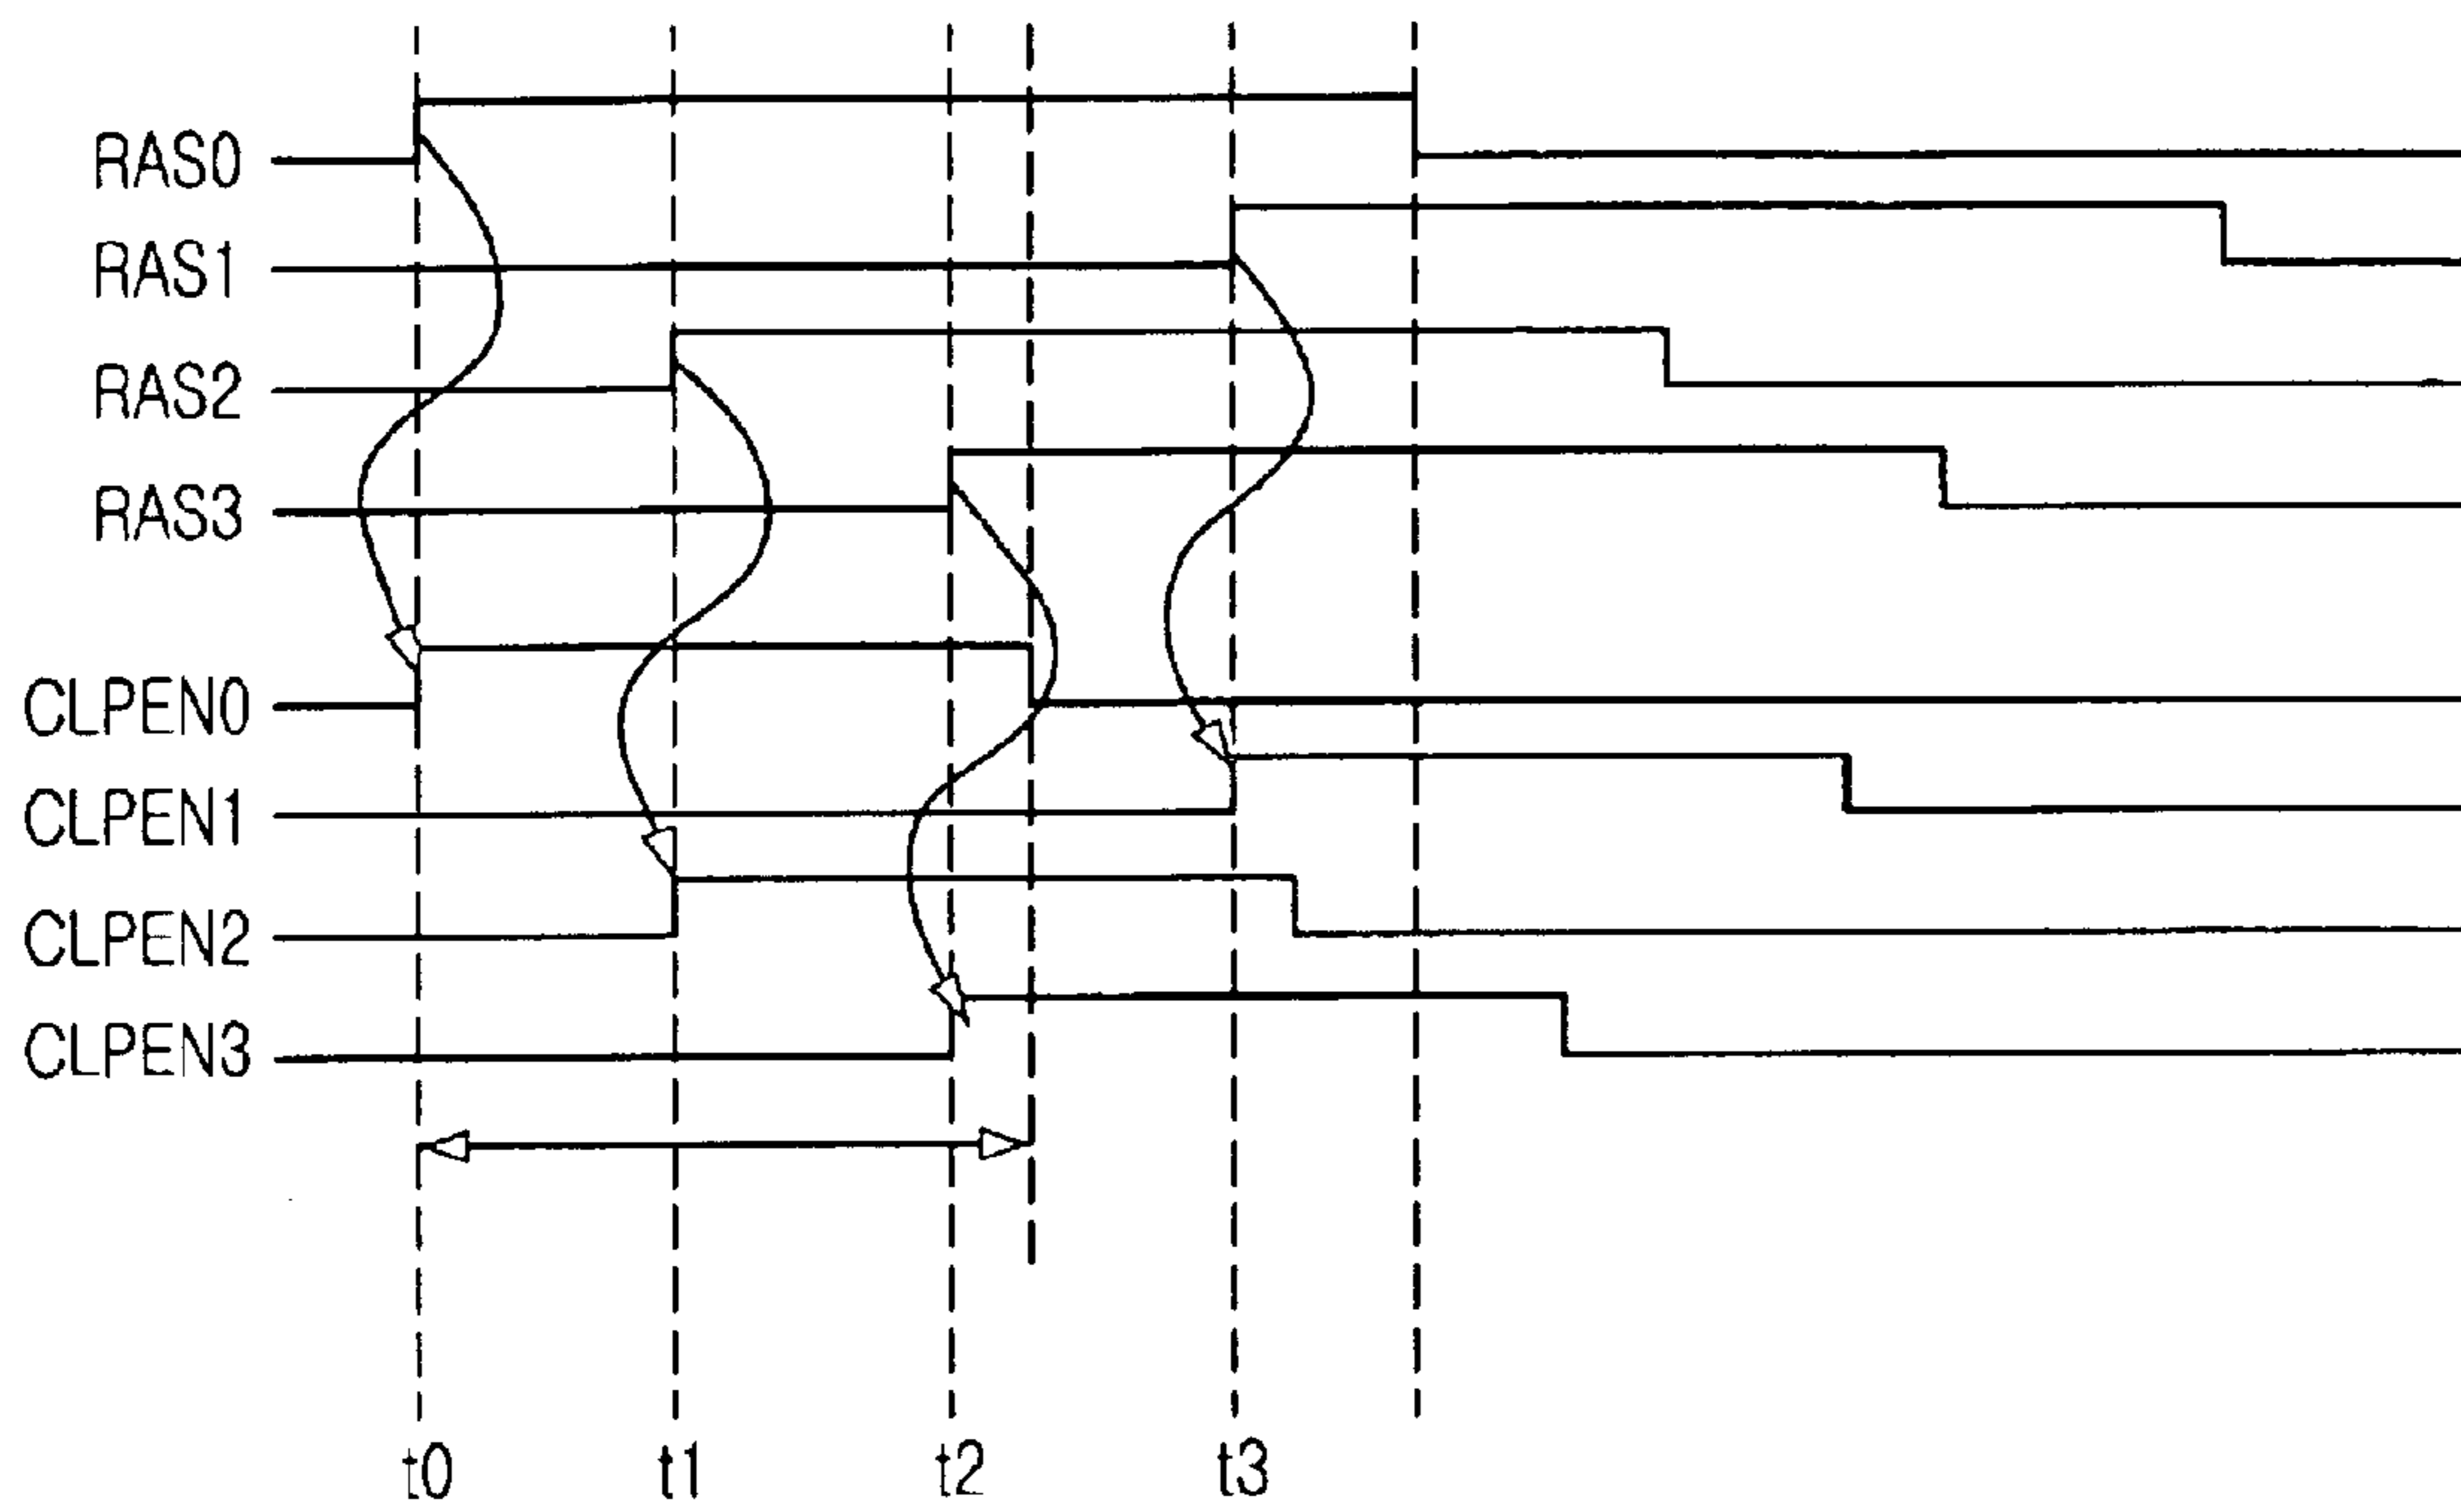 RAS0
RAS1
RAS2
RAS3
CLPEN0
CLPEN1
CLPEN2
CLPEN3
t0 t1 t2 t3